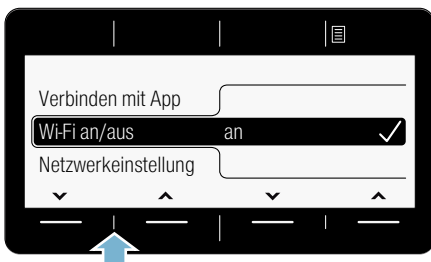 Verbinden mit App
Wi-Fi an/aus an
Netzwerkeinstellung